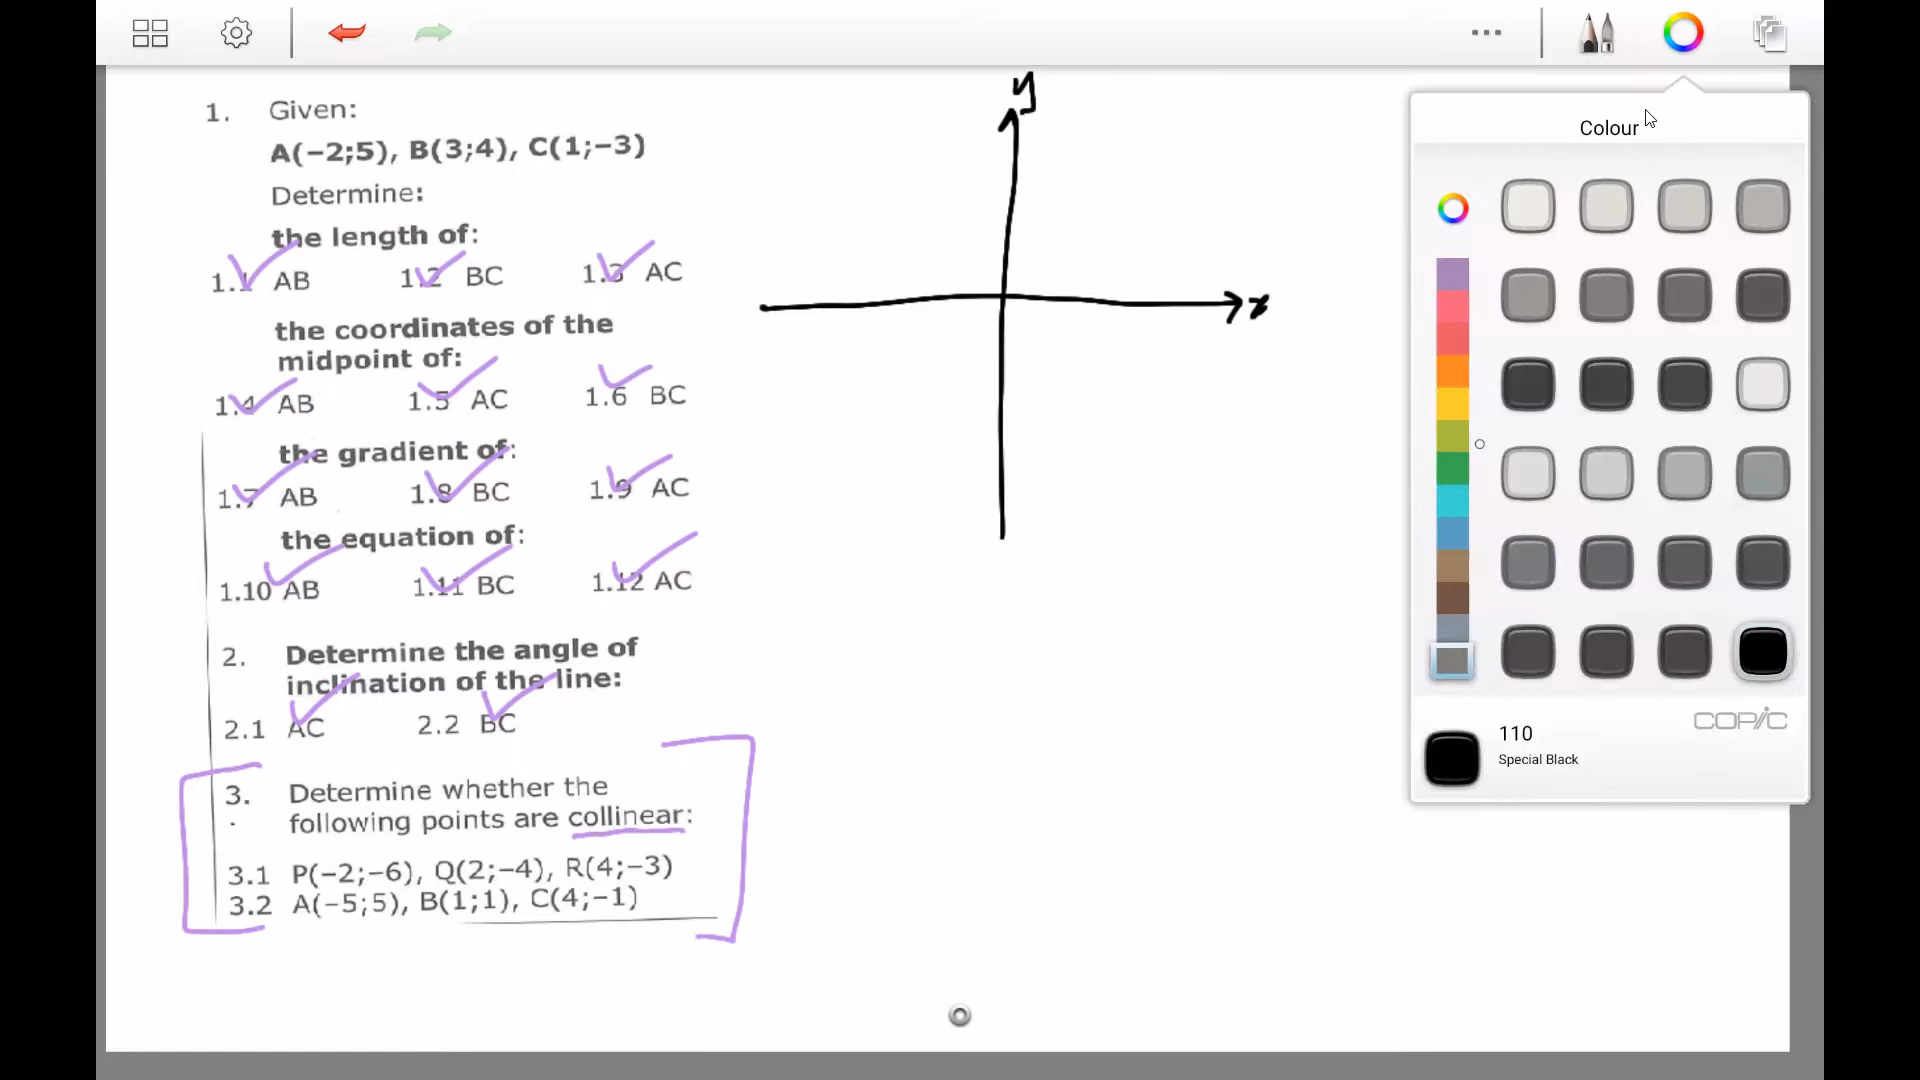 1. Given:
A(−2;5), B(3;4), C(1;−3)
Determine:
the length of:
1.1 AB 1.2 BC 1.3 AC
the coordinates of the
midpoint of:
1.4 AB 1.5 AC 1.6 BC
the gradient of:
1.7 AB 1.8 BC 1.9 AC
the equation of:
1.10 AB 1.11 BC 1.12 AC
2. Determine the angle of
inclination of the line:
2.1 AC 2.2 BC
3. Determine whether the
following points are collinear:
3.1 P(−2;−6), Q(2;−4), R(4;−3)
3.2 A(−5;5), B(1;1), C(4;−1)
y
x
Colour
COPIC
110
Special Black